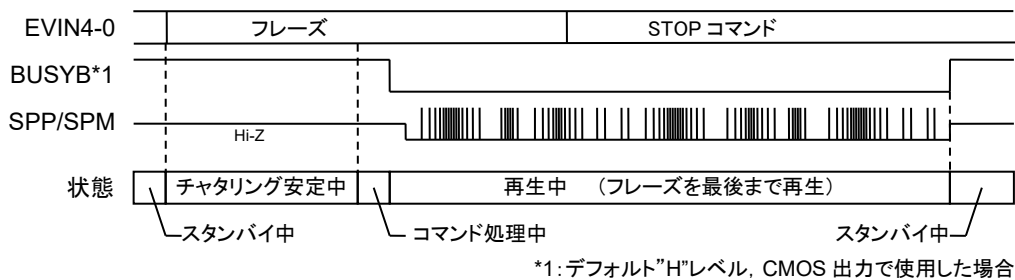 EVIN4-0 フレーズ STOP コマンド
BUSYB*1
SPP/SPM
Hi-Z
状態 チャタリング安定中 再生中 (フレーズを最後まで再生)
スタンバイ中 コマンド処理中 スタンバイ中
*1:デフォルト"H"レベル, CMOS 出力で使用した場合